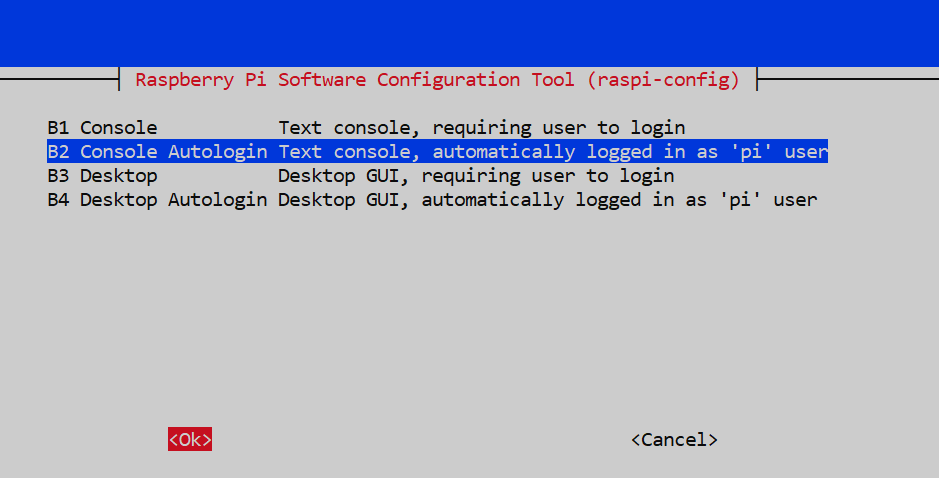 Raspberry Pi Software Configuration Tool (raspi-config)
B1 Console Text console, requiring user to login
B2 Console Autologin Text console, automatically logged in as 'pi' user
B3 Desktop Desktop GUI, requiring user to login
B4 Desktop Autologin Desktop GUI, automatically logged in as 'pi' user
<Ok> <Cancel>